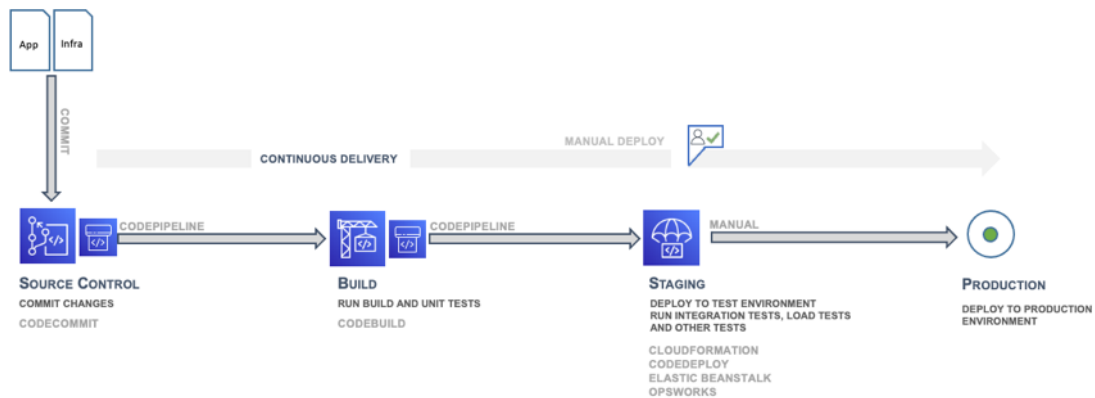 App
Infra
COMMIT
MANUAL DEPLOY
CONTINUOUS DELIVERY
CODEPIPELINE
CODEPIPELINE
MANUAL
SOURCE CONTROL
COMMIT CHANGES
CODECOMMIT
BUILD
RUN BUILD AND UNIT TESTS
CODEBUILD
STAGING
DEPLOY TO TEST ENVIRONMENT
RUN INTEGRATION TESTS, LOAD TESTS
AND OTHER TESTS
CLOUDFORMATION
CODEDEPLOY
ELASTIC BEANSTALK
OPSWORKS
PRODUCTION
DEPLOY TO PRODUCTION
ENVIRONMENT